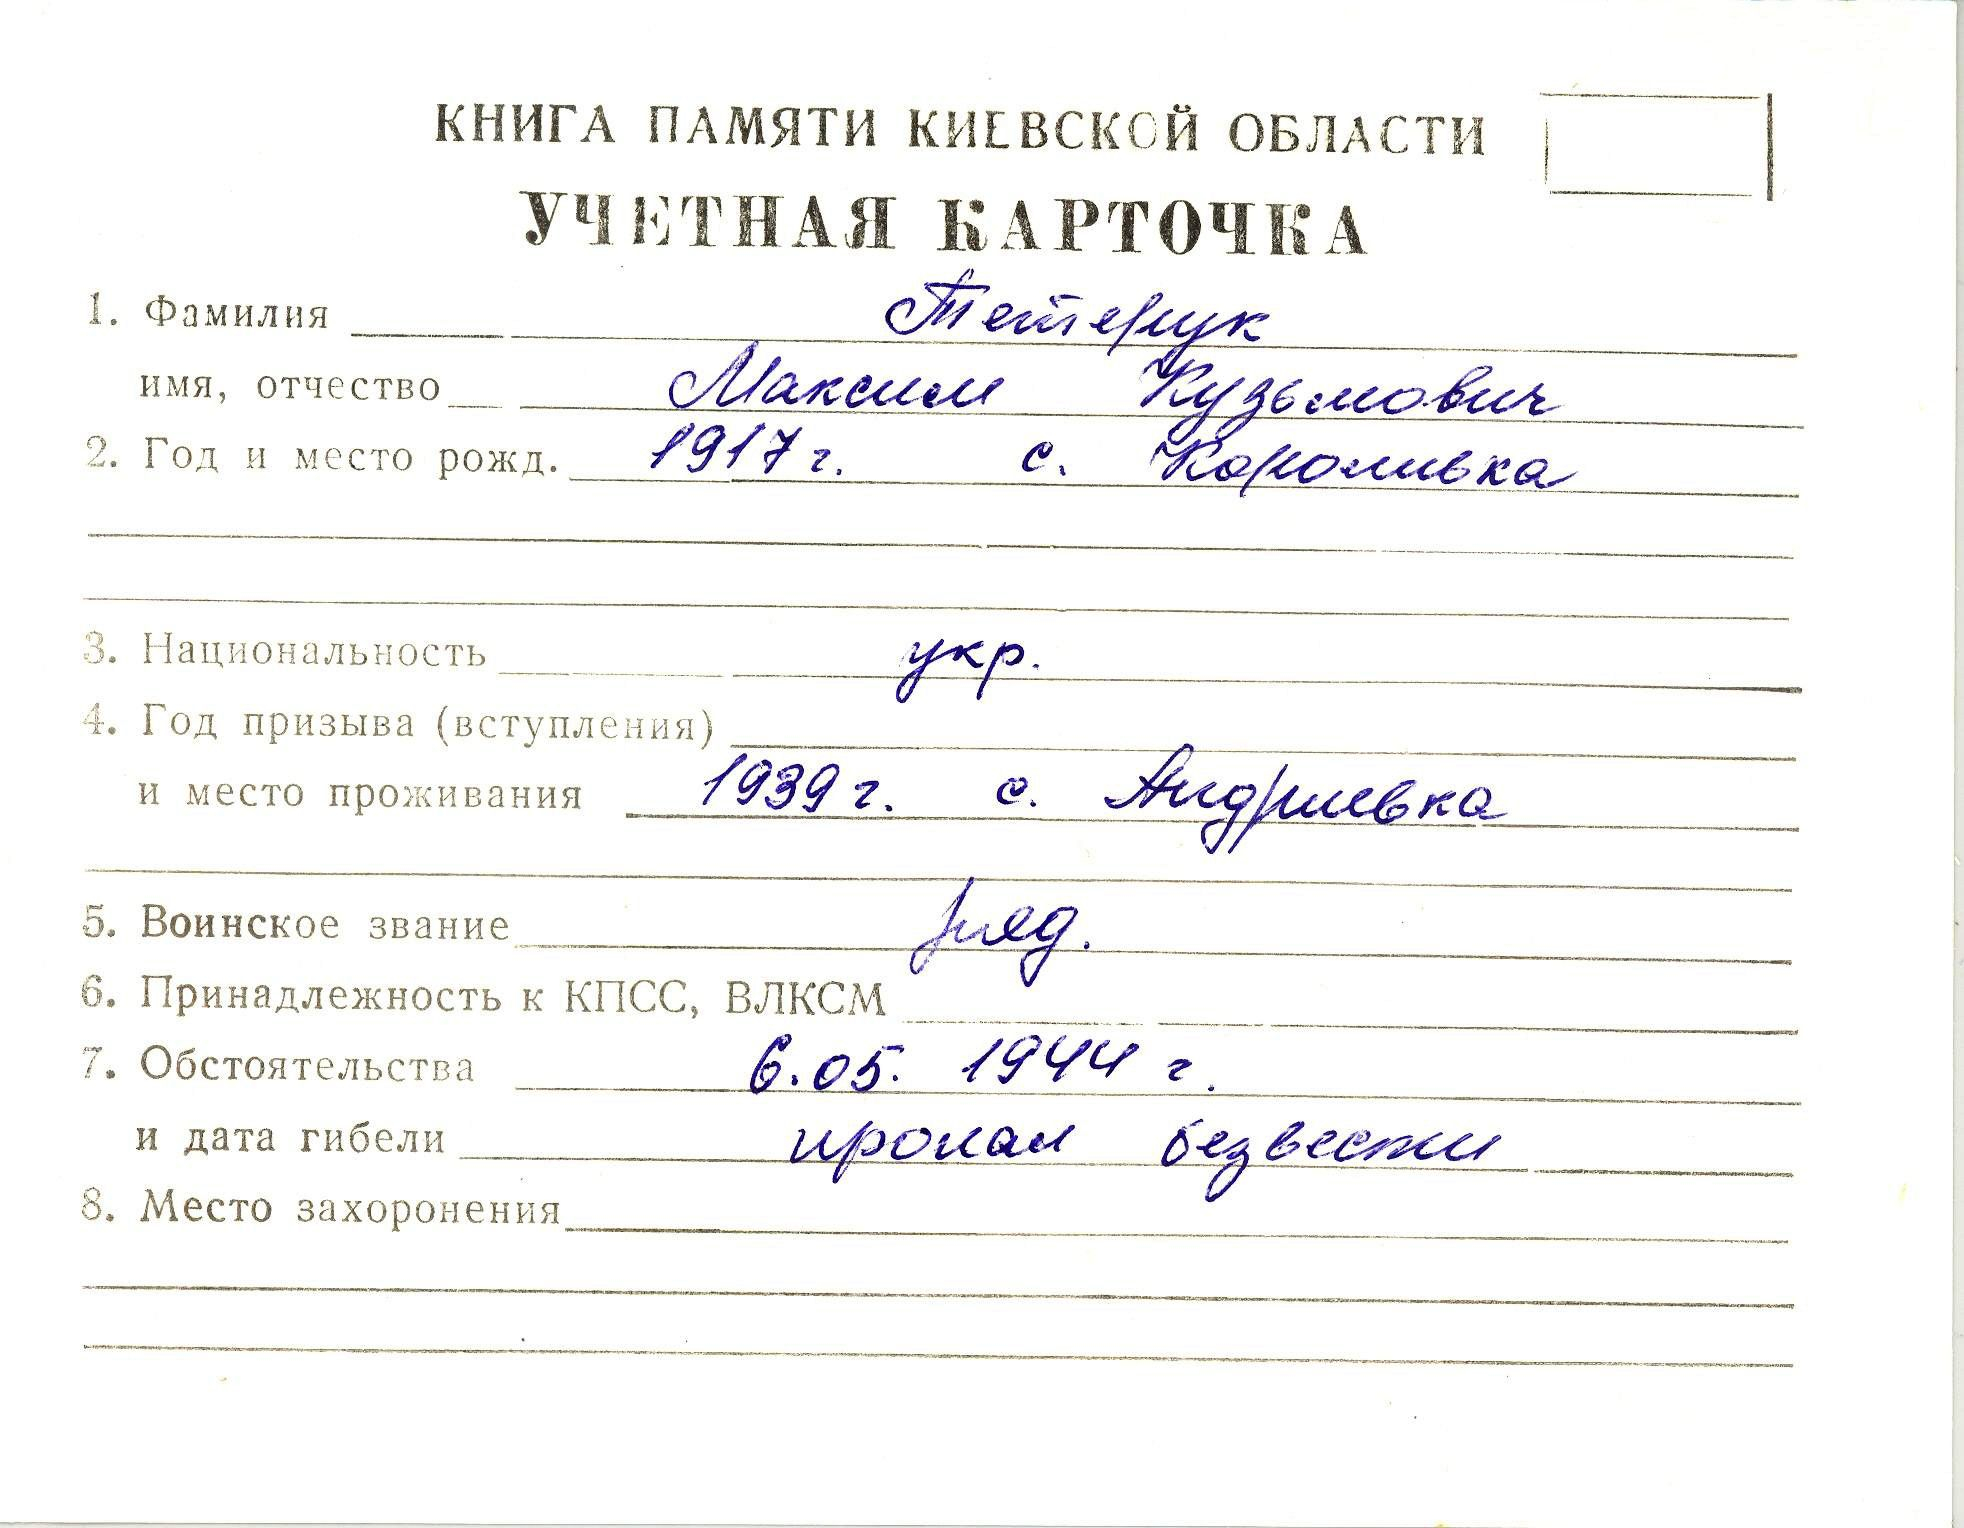 КНИГА ПАМЯТИ КИЕВСКОЙ ОБЛАСТИ
УЧЕТНАЯ КАРТОЧКА
1. Фамилия Тетерук
имя, отчество Максим Кузьмович
2. Год и место рожд. 1917 г. с. Короливка
3. Национальность укр.
4. Год призыва (вступления)
и место проживания 1939 г. с. Андриевка
5. Воинское звание ряд.
6. Принадлежность к КПСС, ВЛКСМ
7. Обстоятельства 6.05. 1944 г.
и дата гибели пропал безвести
8. Место захоронения